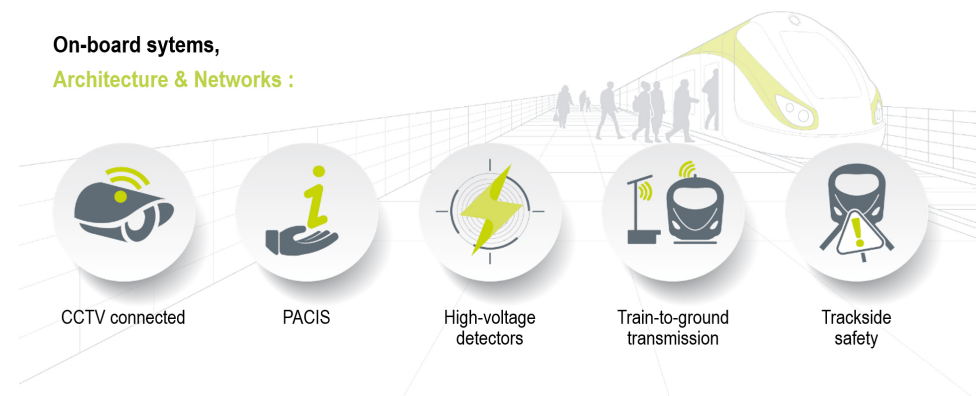 On-board sytems,
Architecture & Networks :
CCTV connected
PACIS
High-voltage
detectors
Train-to-ground
transmission
Trackside
safety